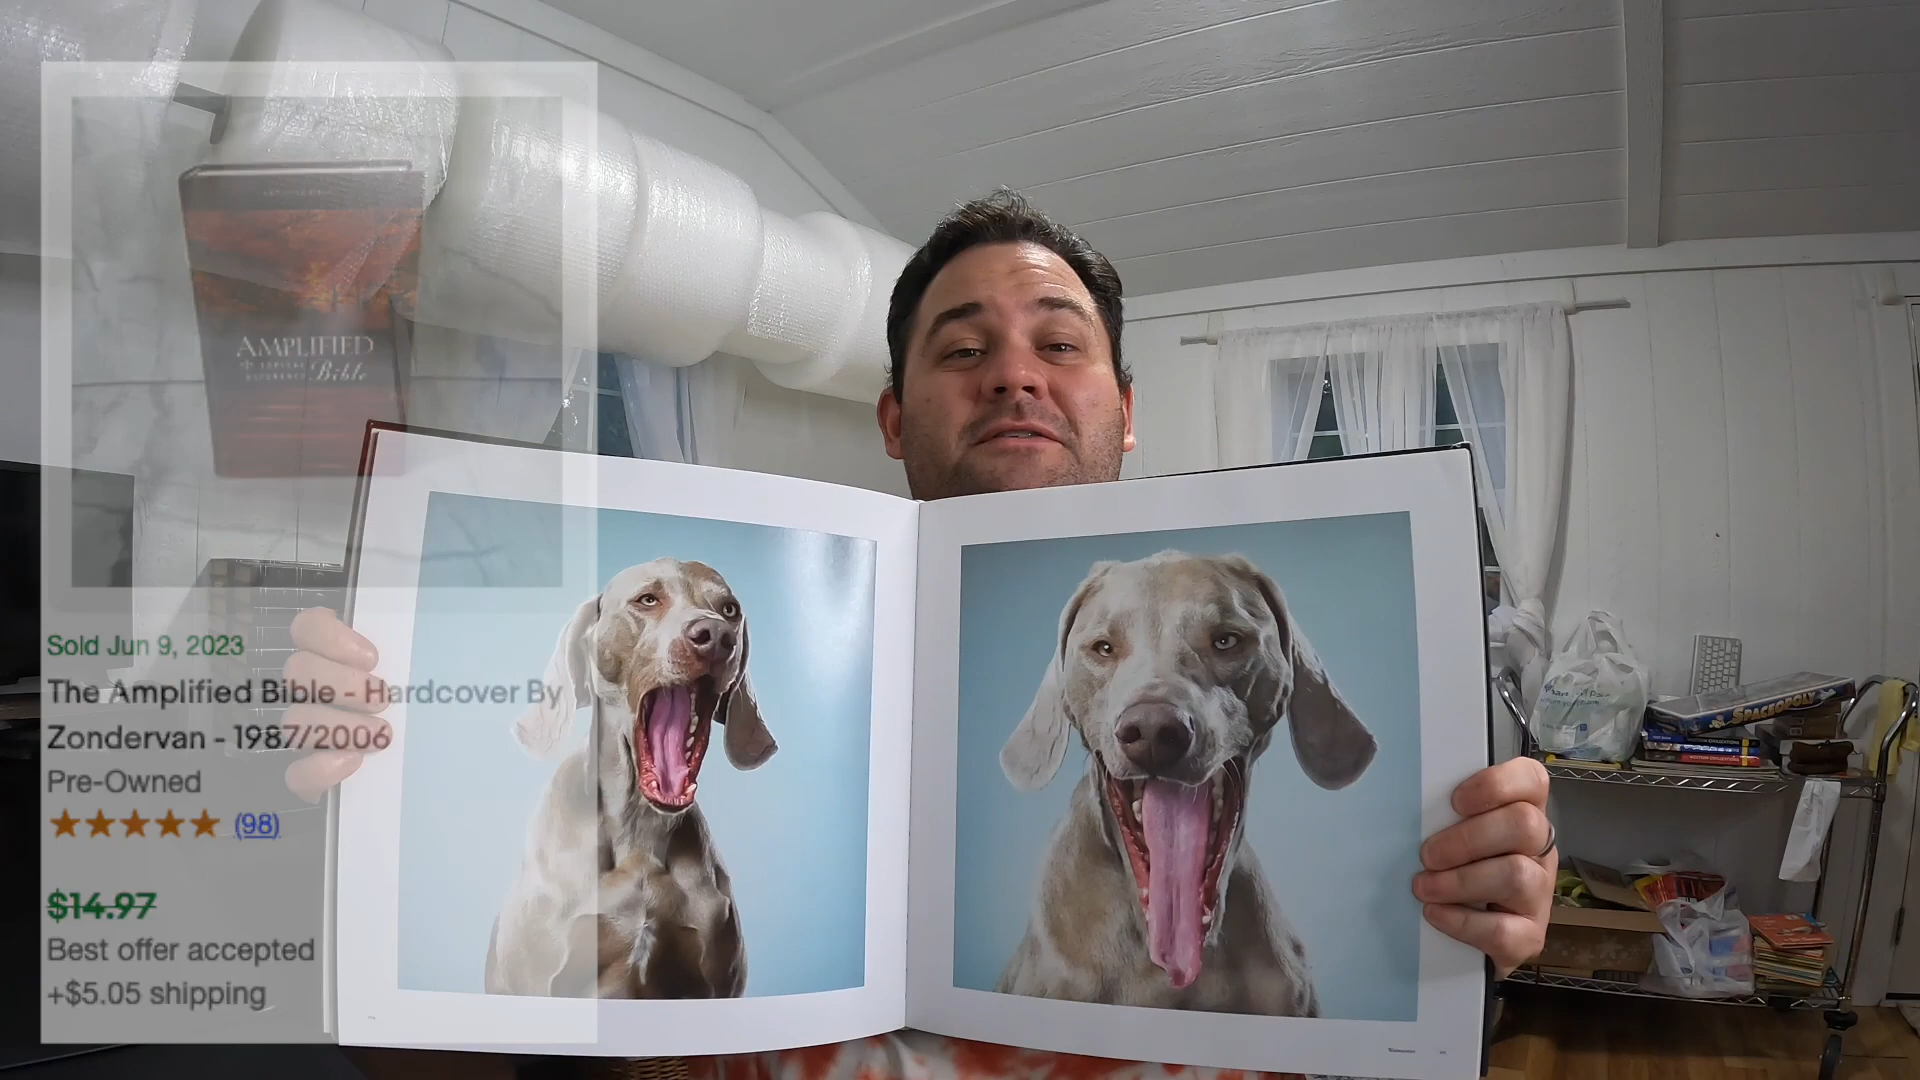 AMPLIFIED
Bible
Sold Jun 9, 2023
The Amplified Bible - Hardcover By
Zondervan - 1987/2006
Pre-Owned
(98)
$14.97
Best offer accepted
+$5.05 shipping
SPACEOPOLY